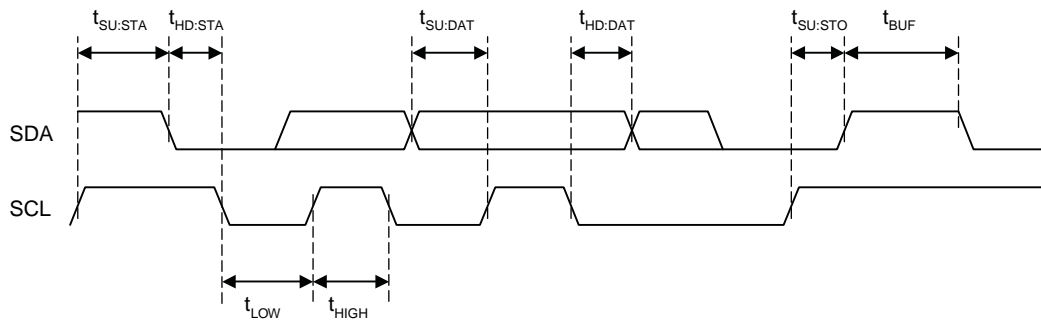 tSU:STA tHD:STA tSU:DAT tHD:DAT tSU:STO tBUF
SDA
SCL
tLOW tHIGH